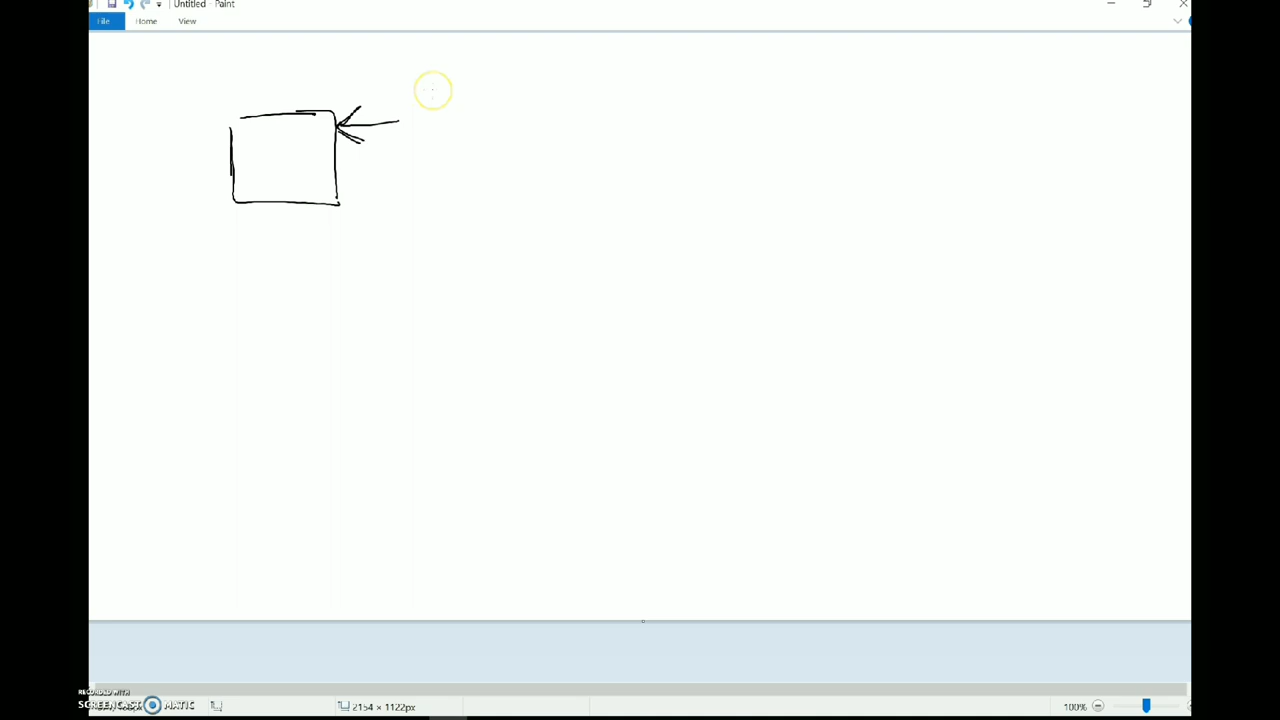 Untitled - Paint
File Home View
RECORDED WITH
SCREENCAST MATIC
2154 × 1122px
100%